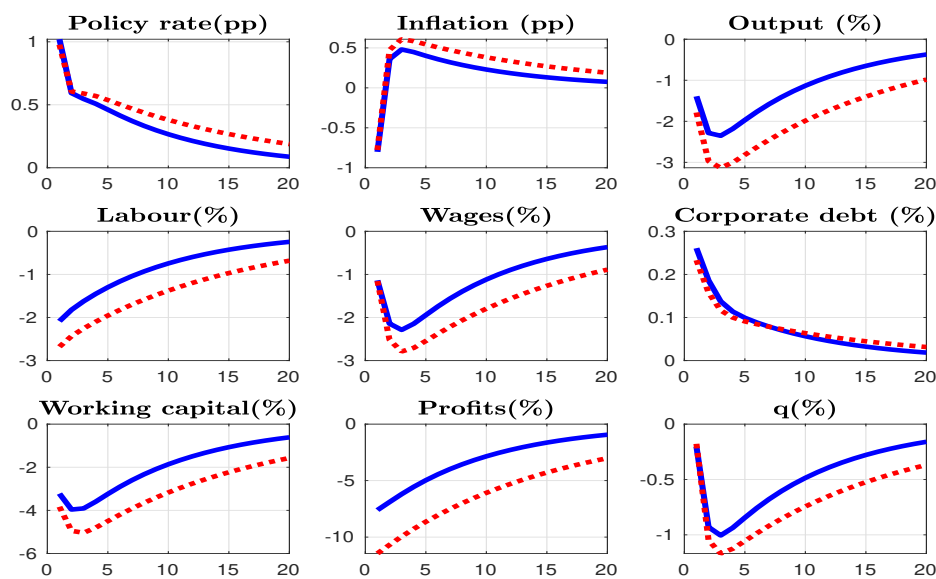 Policy rate(pp)
1
0.5
0
0 5 10 15 20
Inflation (pp)
0.5
0
-0.5
-1
0 5 10 15 20
Output (%)
0
-1
-2
-3
0 5 10 15 20
Labour(%)
0
-1
-2
-3
0 5 10 15 20
Wages(%)
0
-1
-2
-3
0 5 10 15 20
Corporate debt (%)
0.3
0.2
0.1
0
0 5 10 15 20
Working capital(%)
0
-2
-4
-6
0 5 10 15 20
Profits(%)
0
-5
-10
0 5 10 15 20
q(%)
0
-0.5
-1
0 5 10 15 20